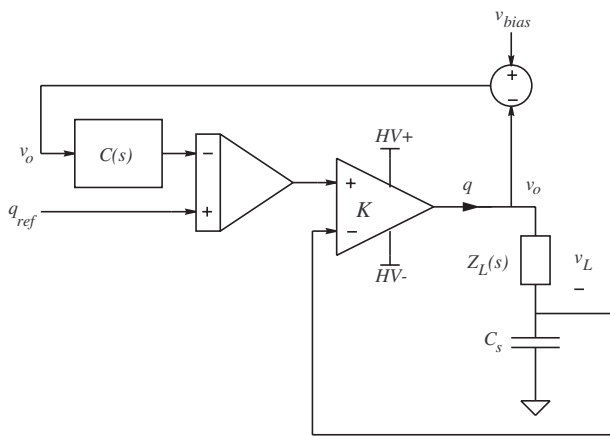 v_bias
+
−
v_o
C(s)
−
HV+
q_ref
+
+
K
−
q
v_o
HV-
Z_L(s)
v_L
−
C_s